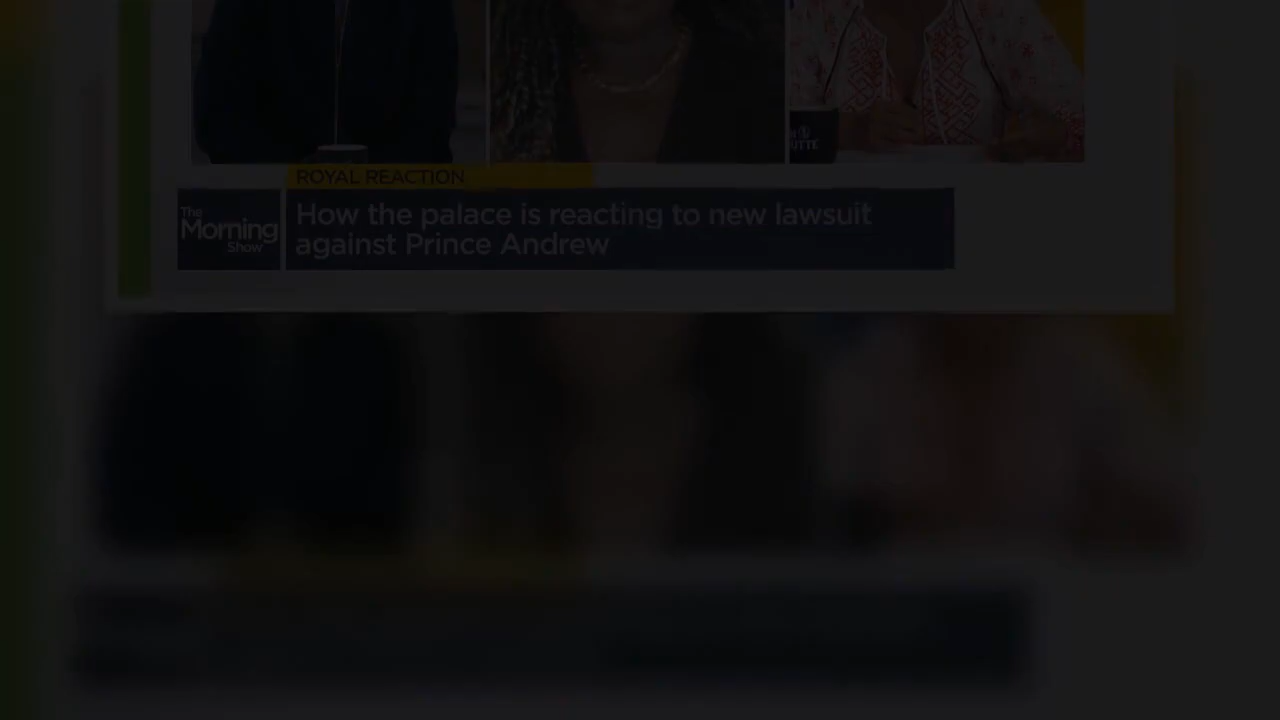 ROYAL REACTION
How the palace is reacting to new lawsuit
against Prince Andrew
The
Morning
Show